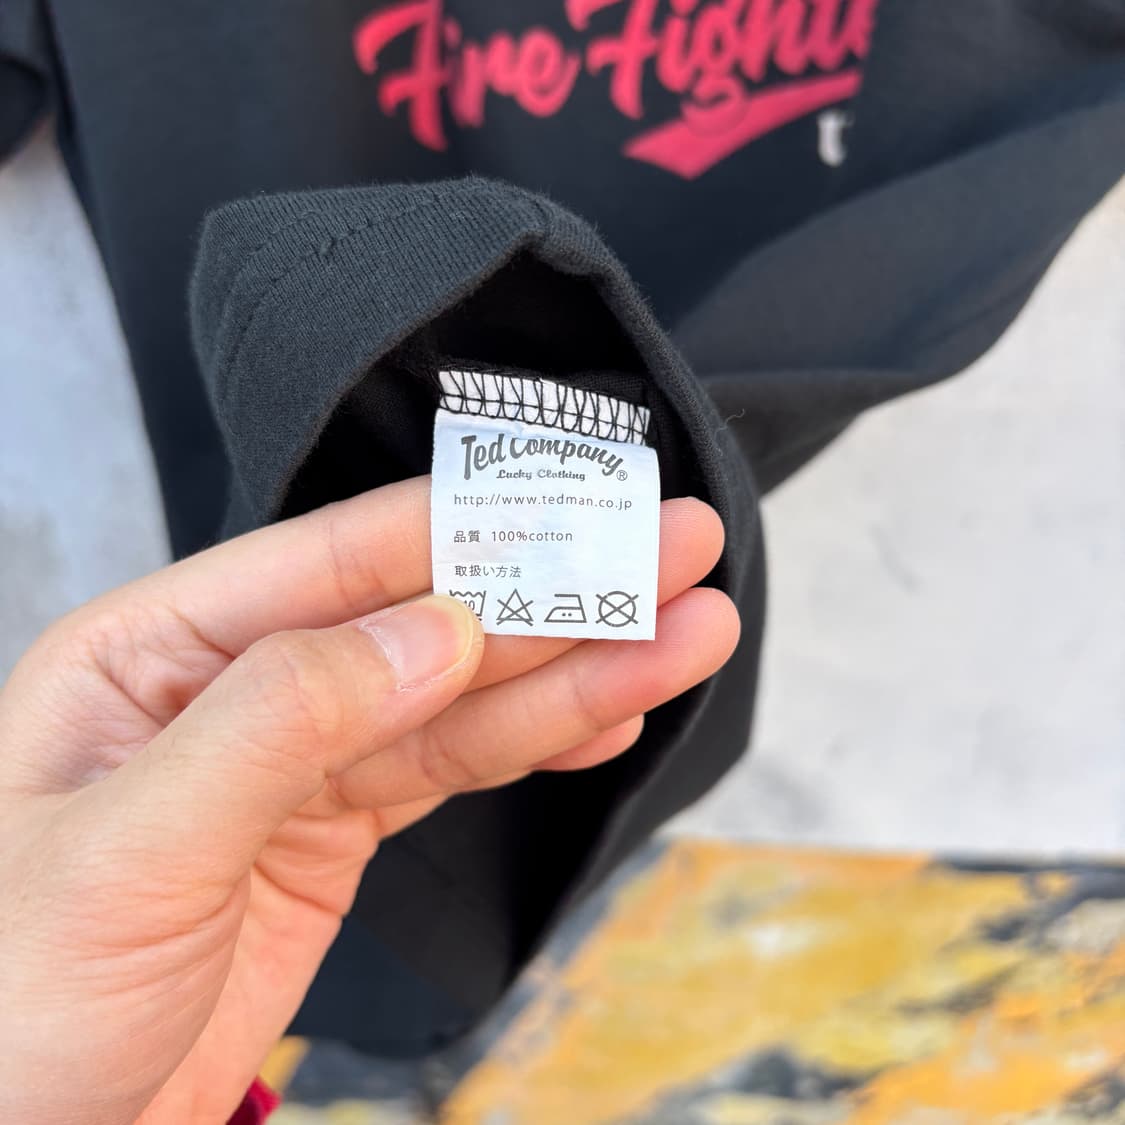 Fire Fight
Ted Company®
Lucky Clothing
http://www.tedman.co.jp
品質 100%cotton
取扱い方法